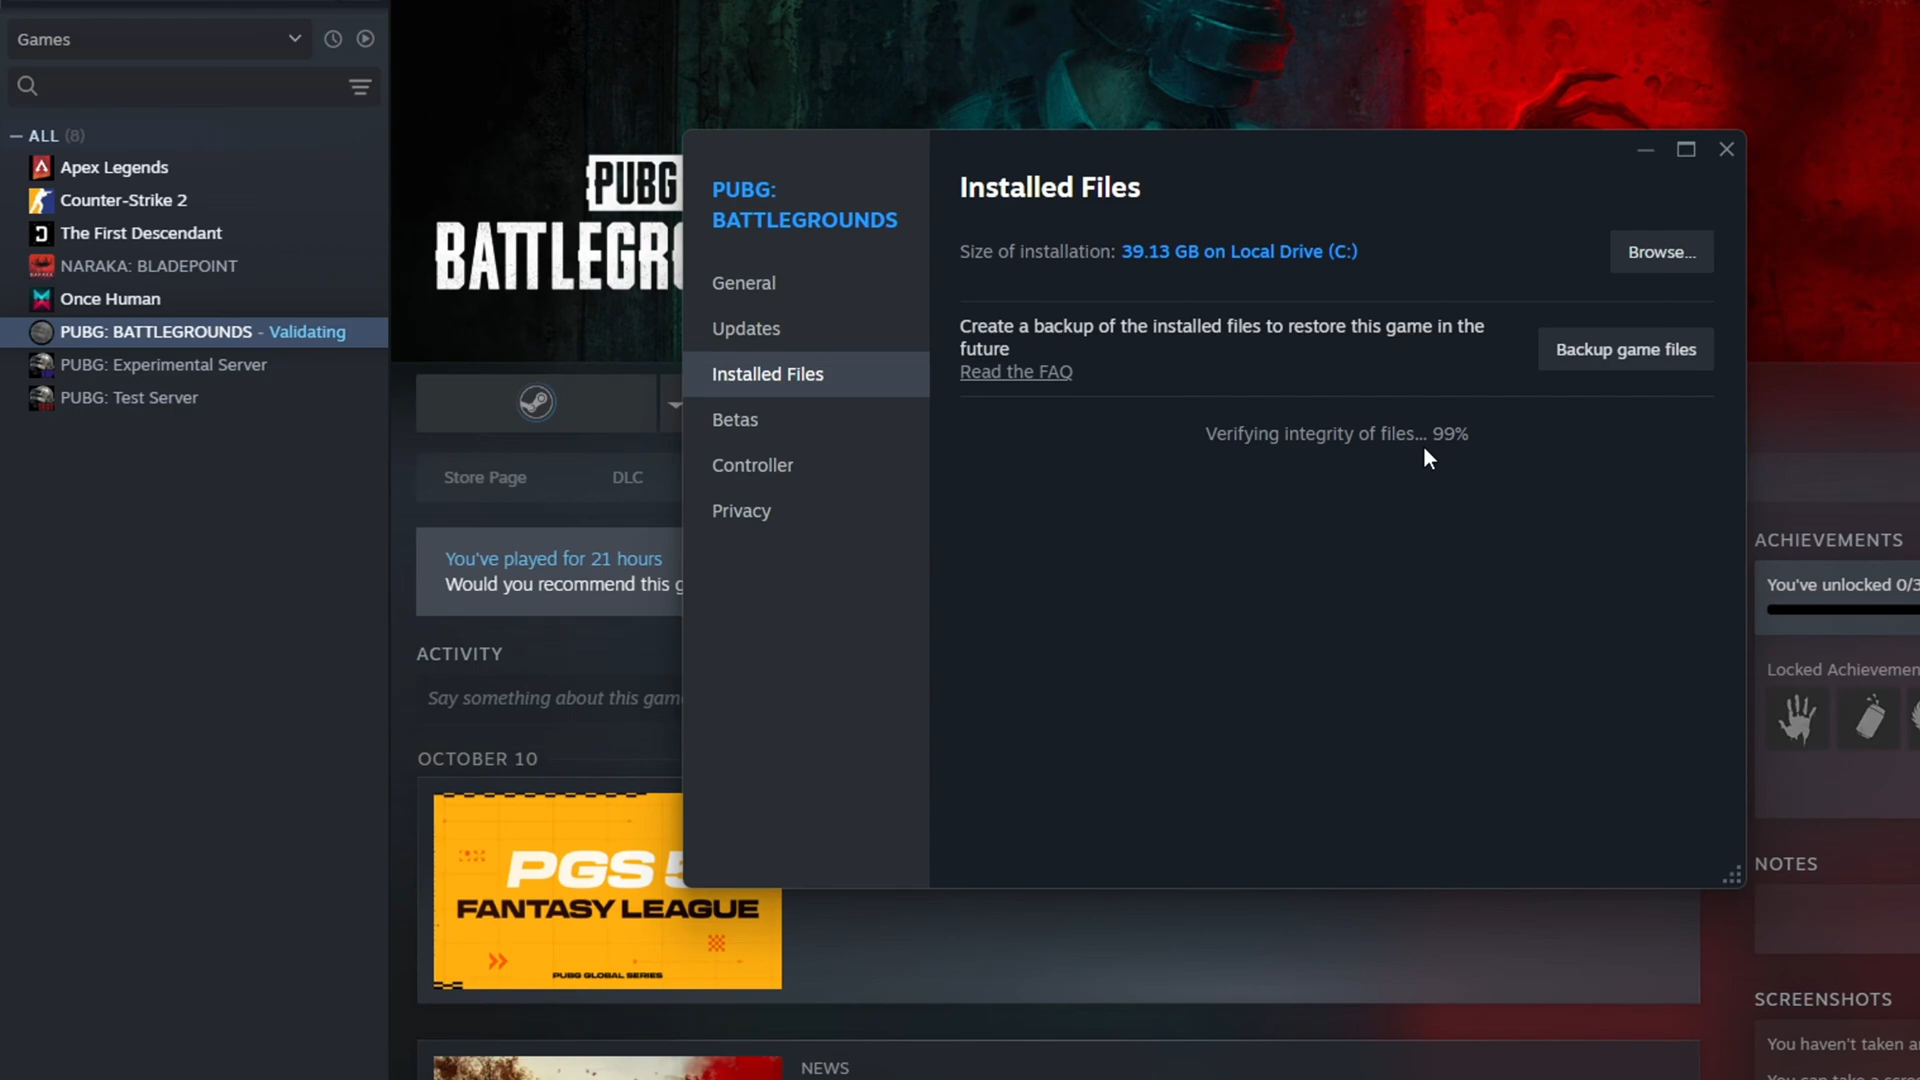 Games
ALL (8)
Apex Legends
Counter-Strike 2
The First Descendant
NARAKA: BLADEPOINT
Once Human
PUBG: BATTLEGROUNDS - Validating
PUBG: Experimental Server
PUBG: Test Server
PUBG
BATTLEGR
Store Page DLC
You've played for 21 hours
Would you recommend this g
ACTIVITY
Say something about this gam
OCTOBER 10
PGS 5
FANTASY LEAGUE
PUBG GLOBAL SERIES
NEWS
PUBG:
BATTLEGROUNDS
General
Updates
Installed Files
Betas
Controller
Privacy
Installed Files
Size of installation: 39.13 GB on Local Drive (C:)
Browse...
Create a backup of the installed files to restore this game in the
future
Read the FAQ
Backup game files
Verifying integrity of files... 99%
ACHIEVEMENTS
You've unlocked 0/3
Locked Achievemen
NOTES
SCREENSHOTS
You haven't taken a